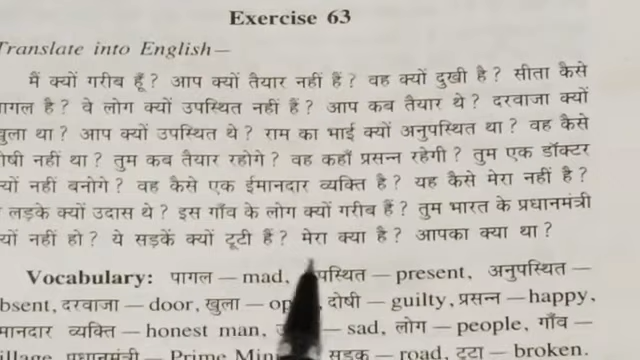 Exercise 63
Translate into English—
मैं क्यों गरीब हूँ? आप क्यों तैयार नहीं हैं? वह क्यों दुखी है? सीता कैसे
पागल है? वे लोग क्यों उपस्थित नहीं हैं? आप कब तैयार थे? दरवाजा क्यों
खुला था? आप क्यों उपस्थित थे? राम का भाई क्यों अनुपस्थित था? वह कैसे
दोषी नहीं था? तुम कब तैयार रहोगे? वह कहाँ प्रसन्न रहेगी? तुम एक डॉक्टर
क्यों नहीं बनोगे? वह कैसे एक ईमानदार व्यक्ति है? यह कैसे मेरा नहीं है?
लड़के क्यों उदास थे? इस गाँव के लोग क्यों गरीब हैं? तुम भारत के प्रधानमंत्री
क्यों नहीं हो? ये सड़कें क्यों टूटी हैं? मेरा क्या है? आपका क्या था?
Vocabulary: पागल—mad, उपस्थित—present, अनुपस्थित—
absent, दरवाजा—door, खुला—op दोषी—guilty, प्रसन्न—happy,
ईमानदार व्यक्ति—honest man, —sad, लोग—people, गाँव—
village, प्रधानमंत्री—Prime Min सड़क—road, टूटा—broken.